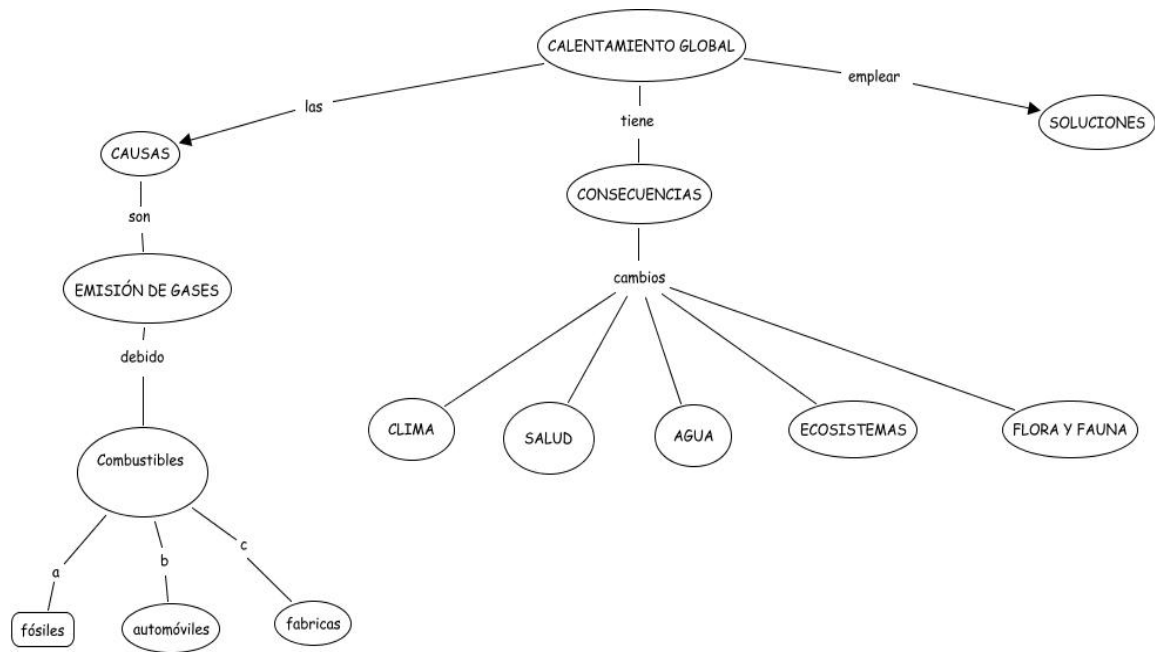 CALENTAMIENTO GLOBAL
emplear
las
tiene
SOLUCIONES
CAUSAS
CONSECUENCIAS
son
cambios
EMISIÓN DE GASES
debido
CLIMA
SALUD
AGUA
ECOSISTEMAS
FLORA Y FAUNA
Combustibles
a
b
c
fósiles
automóviles
fabricas